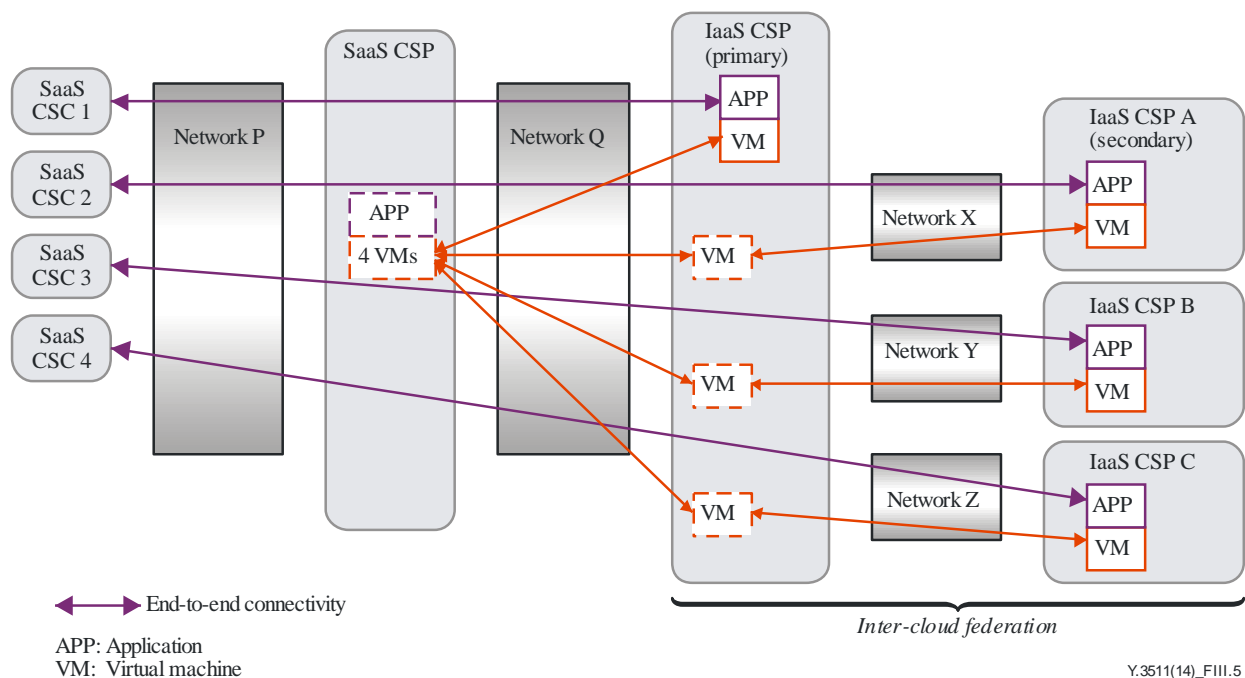 SaaS CSP
IaaS CSP
(primary)
SaaS
CSC 1
Network P
Network Q
APP
VM
IaaS CSP A
(secondary)
SaaS
CSC 2
APP
4 VMs
VM
Network X
APP
VM
SaaS
CSC 3
IaaS CSP B
SaaS
CSC 4
VM
Network Y
APP
VM
IaaS CSP C
VM
Network Z
APP
VM
End-to-end connectivity
Inter-cloud federation
APP: Application
VM: Virtual machine
Y.3511(14)_FIII.5